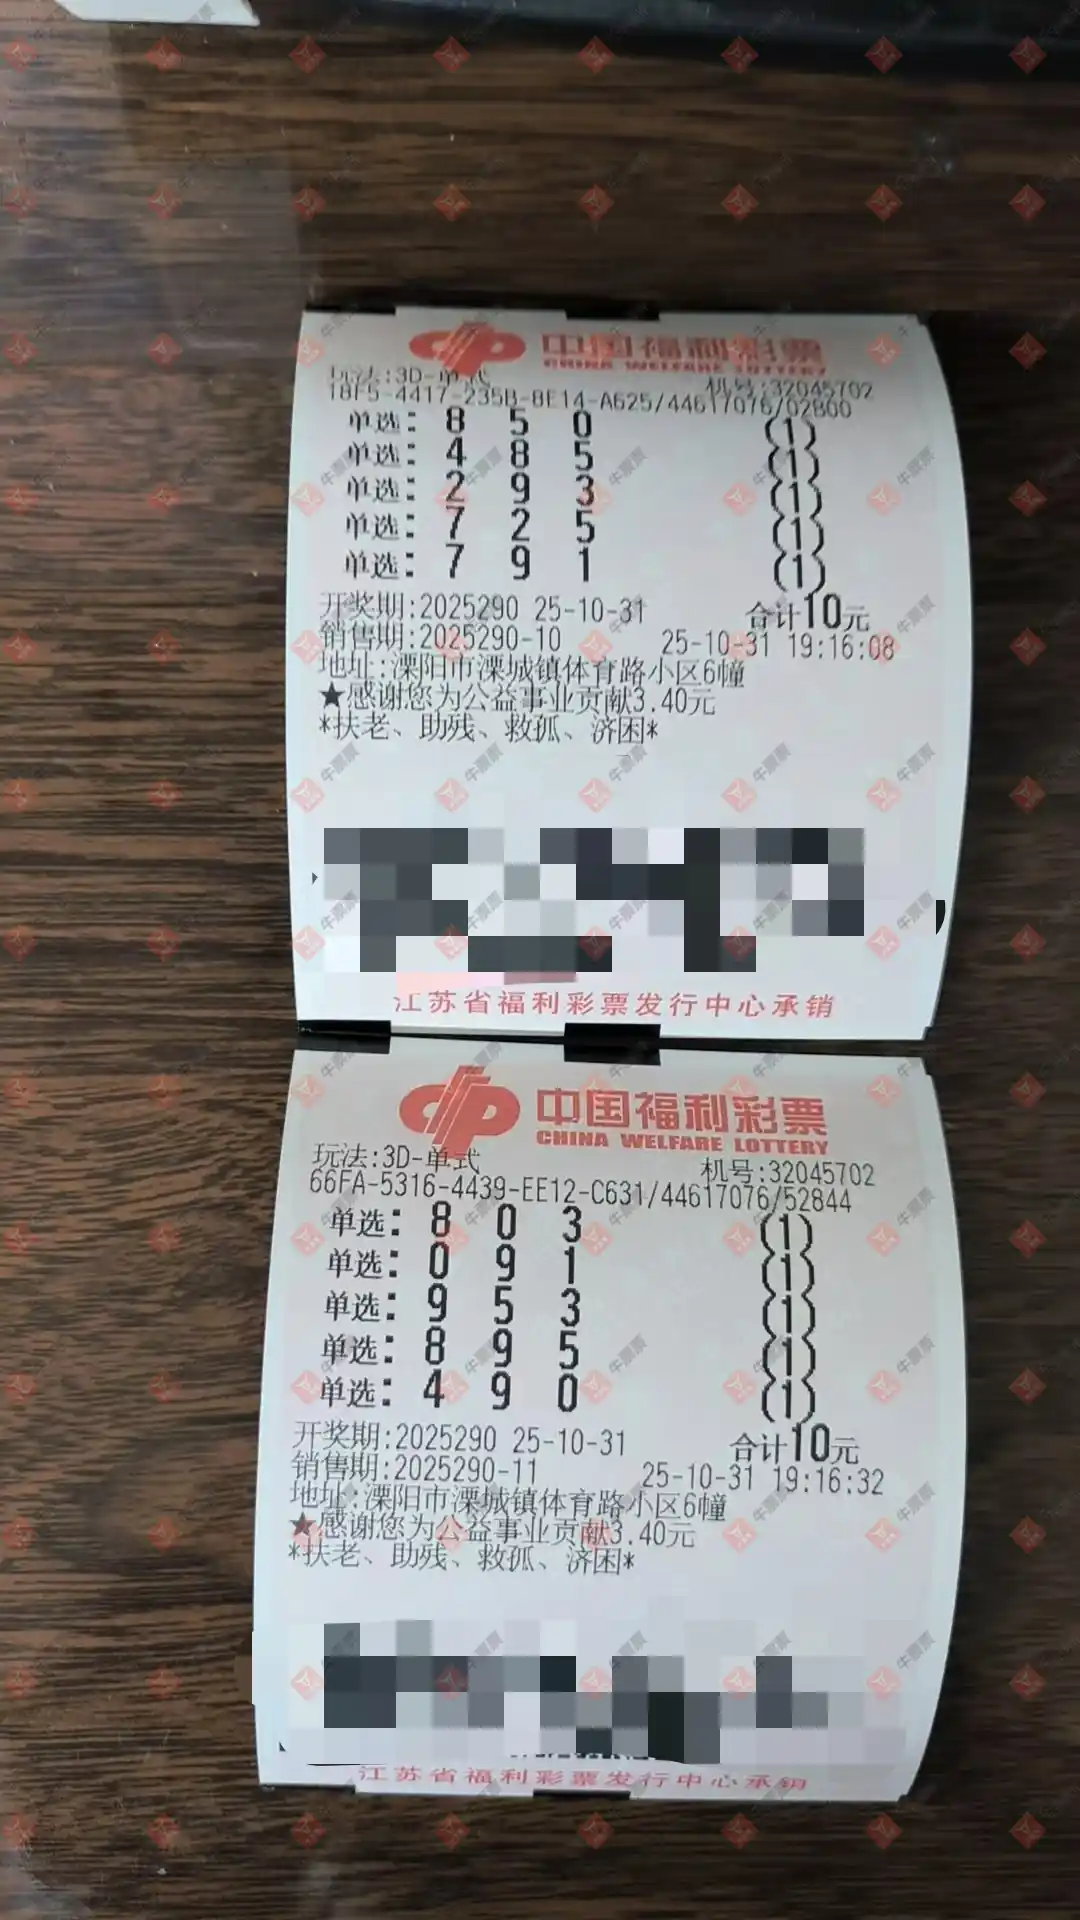 中国福利彩票
CHINA WELFARE LOTTERY
玩法:3D-单式 机号:32045702
18F5-4417-235B-8E14-A625/44617076/02800
单选: 8 5 0 (1)
单选: 4 8 5 (1)
单选: 2 9 3 (1)
单选: 7 2 5 (1)
单选: 7 9 1 (1)
开奖期:2025290 25-10-31 合计10元
销售期:2025290-10 25-10-31 19:16:08
地址:溧阳市溧城镇体育路小区6幢
★感谢您为公益事业贡献3.40元
*扶老、助残、救孤、济困*
江苏省福利彩票发行中心承销
中国福利彩票
CHINA WELFARE LOTTERY
玩法:3D-单式 机号:32045702
66FA-5316-4439-EE12-C631/44617076/52844
单选: 8 0 3 (1)
单选: 0 9 1 (1)
单选: 9 5 3 (1)
单选: 8 9 5 (1)
单选: 4 9 0 (1)
开奖期:2025290 25-10-31 合计10元
销售期:2025290-11 25-10-31 19:16:32
地址:溧阳市溧城镇体育路小区6幢
★感谢您为公益事业贡献3.40元
*扶老、助残、救孤、济困*
江苏省福利彩票发行中心承销